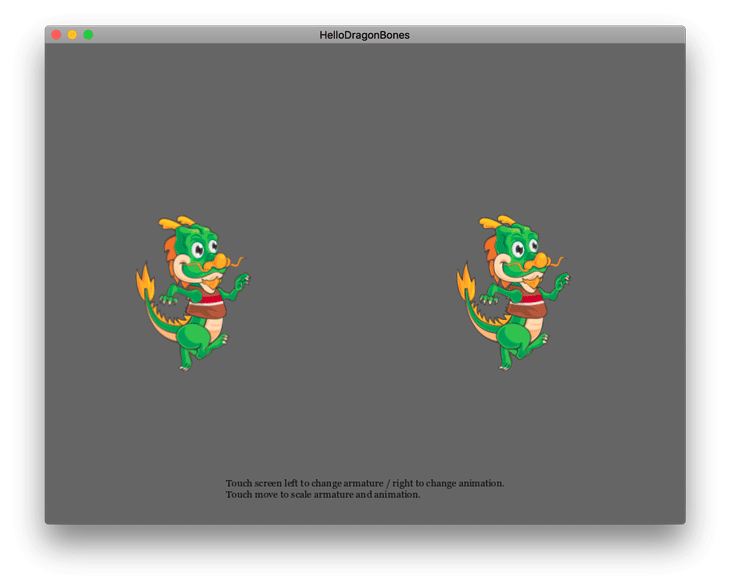 HelloDragonBones
Touch screen left to change armature / right to change animation.
Touch move to scale armature and animation.